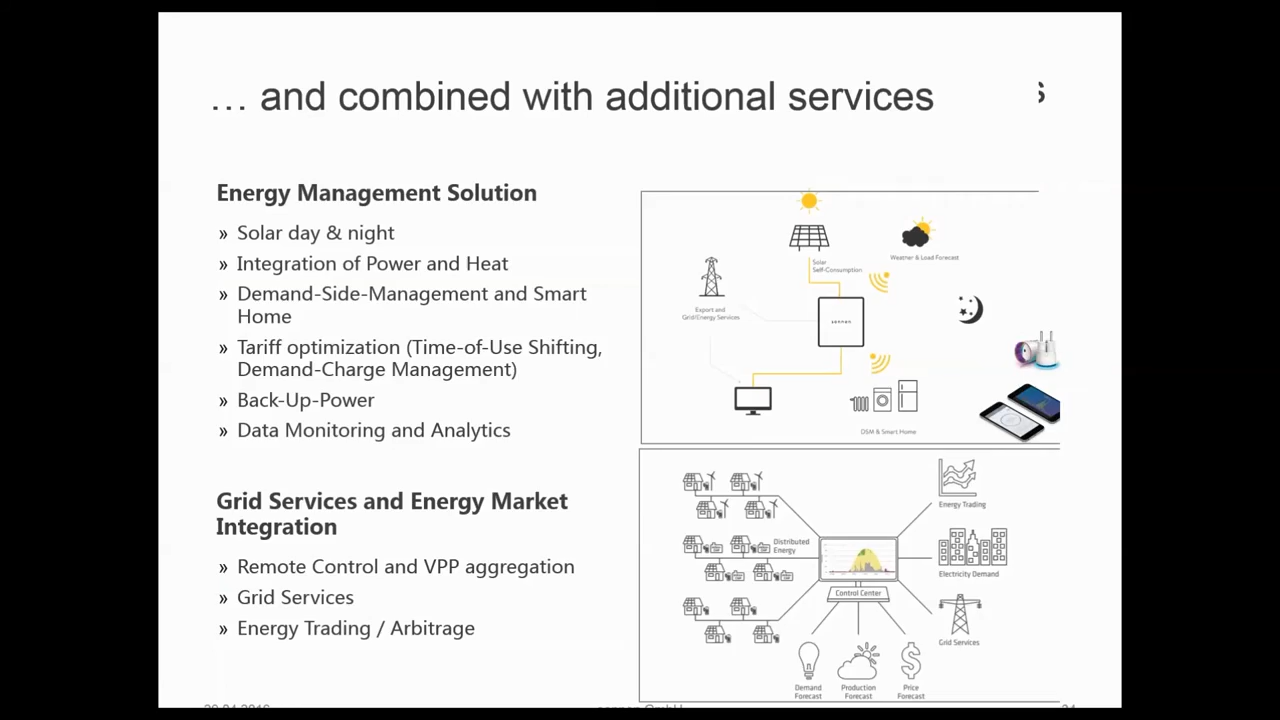 … and combined with additional services
s
Energy Management Solution
» Solar day & night
» Integration of Power and Heat
» Demand-Side-Management and Smart
Home
» Tariff optimization (Time-of-Use Shifting,
Demand-Charge Management)
» Back-Up-Power
» Data Monitoring and Analytics
Grid Services and Energy Market
Integration
» Remote Control and VPP aggregation
» Grid Services
» Energy Trading / Arbitrage
Solar
Self-Consumption
Weather & Load Forecast
Export and
Grid/Energy Services
sonnen
DSM & Smart Home
Distributed
Energy
Energy Trading
Electricity Demand
Control Center
Grid Services
Demand
Forecast
Production
Forecast
Price
Forecast